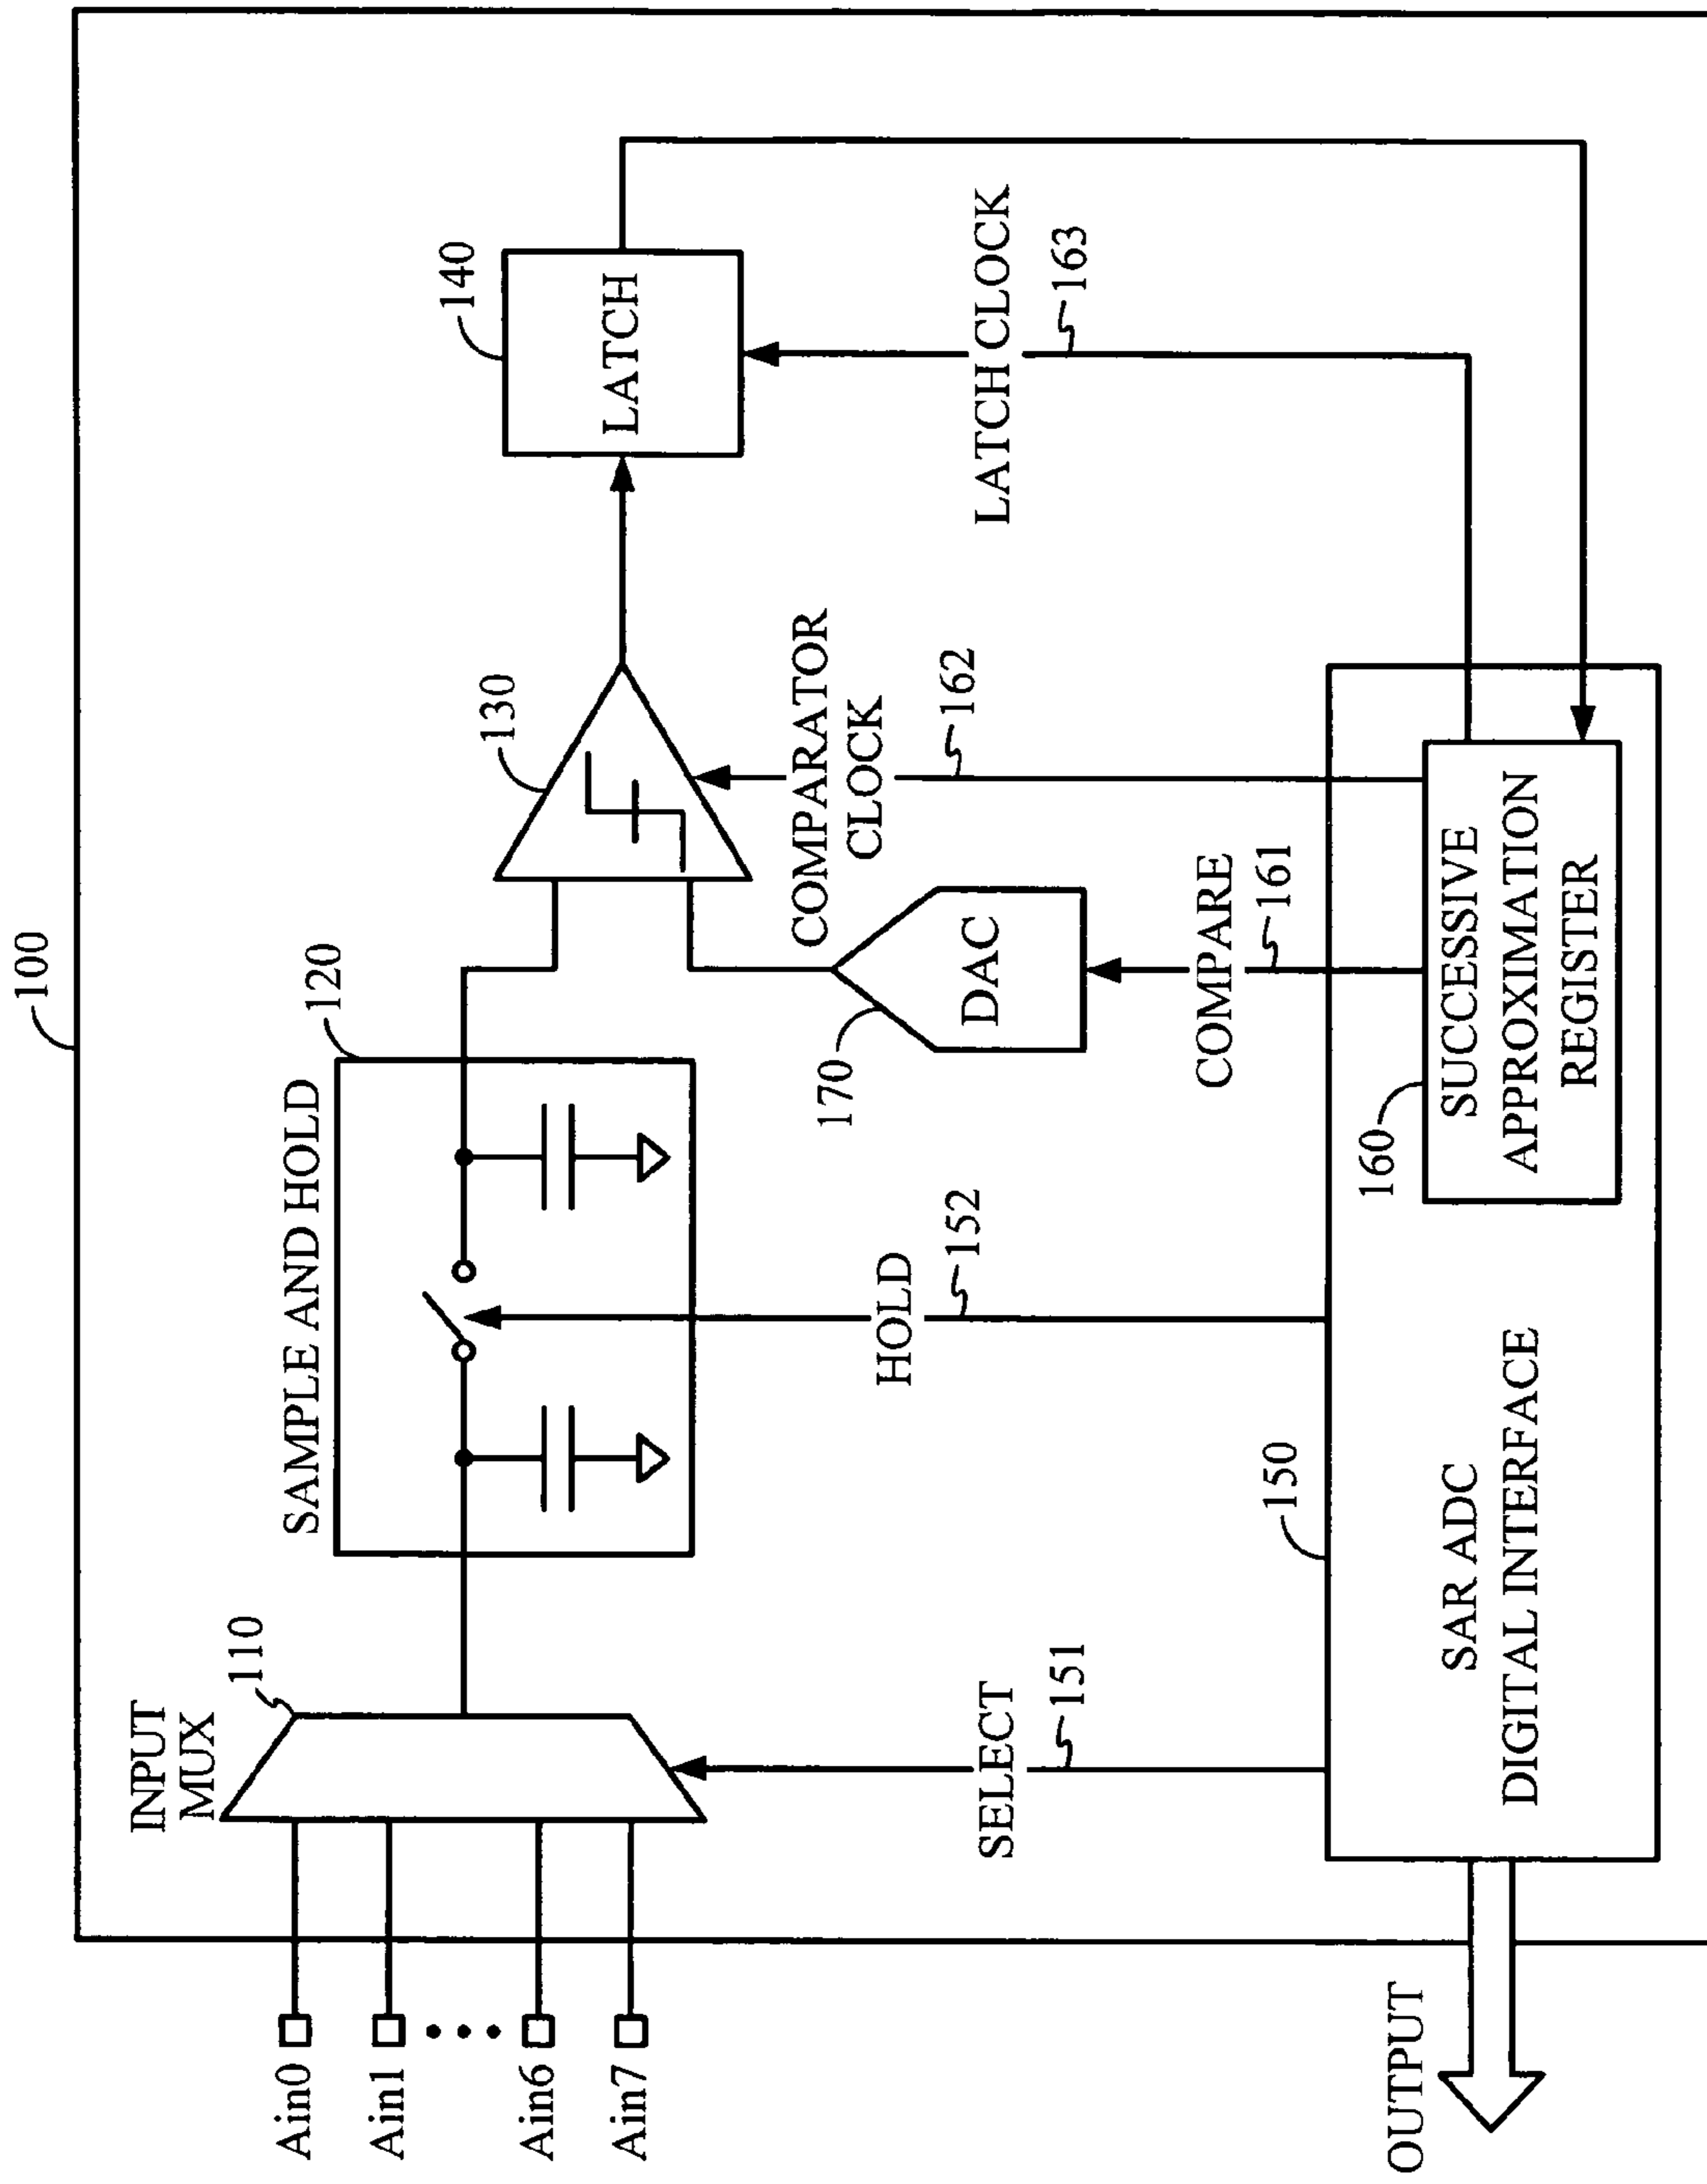 100
INPUT
MUX
110
SAMPLE AND HOLD
120
130
140
Ain0
Ain1
Ain6
Ain7
LATCH
170
DAC
COMPARATOR
CLOCK
SELECT
151
HOLD
152
COMPARE
161
162
LATCH CLOCK
163
150
160
SAR ADC
DIGITAL INTERFACE
SUCCESSIVE
APPROXIMATION
REGISTER
OUTPUT